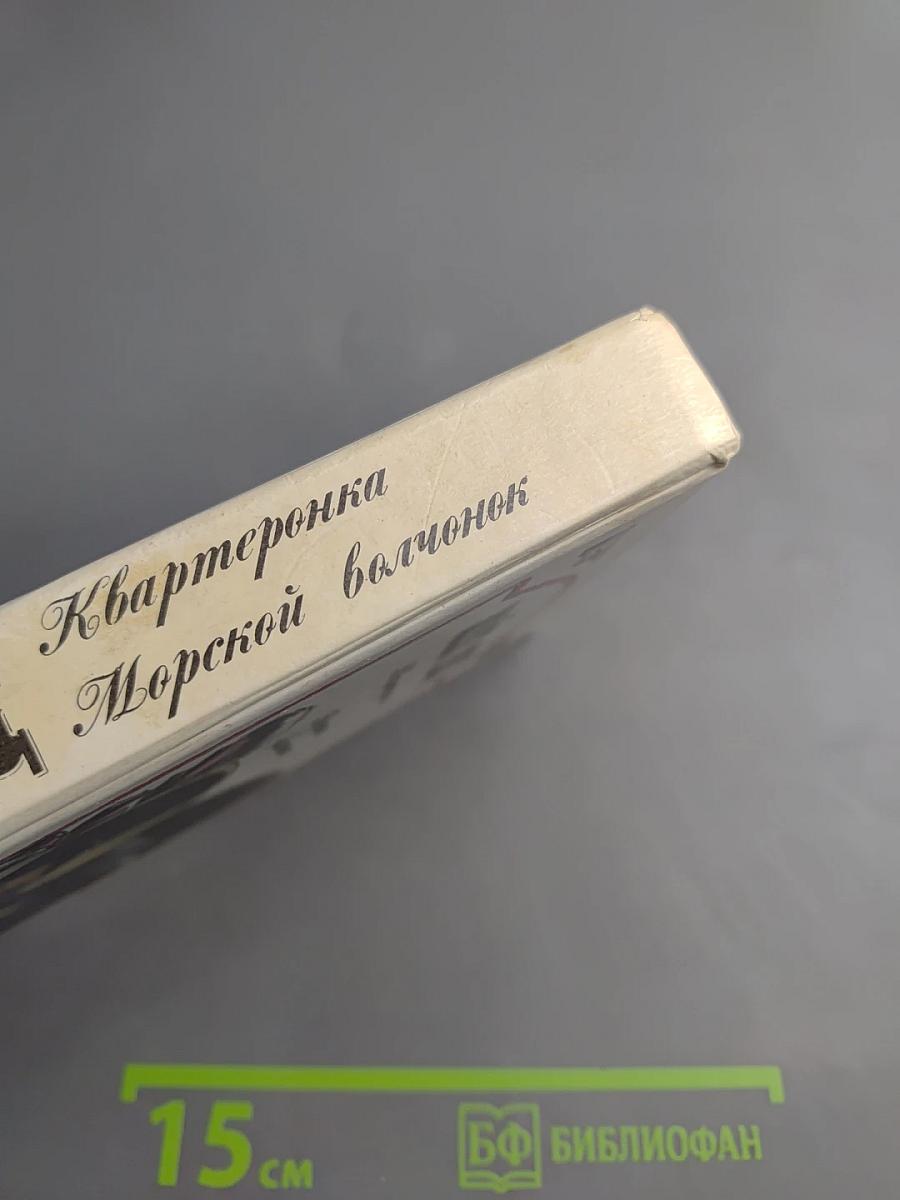 Квартеронка
Морской волчонок
15 см
БФ БИБЛИОФАН